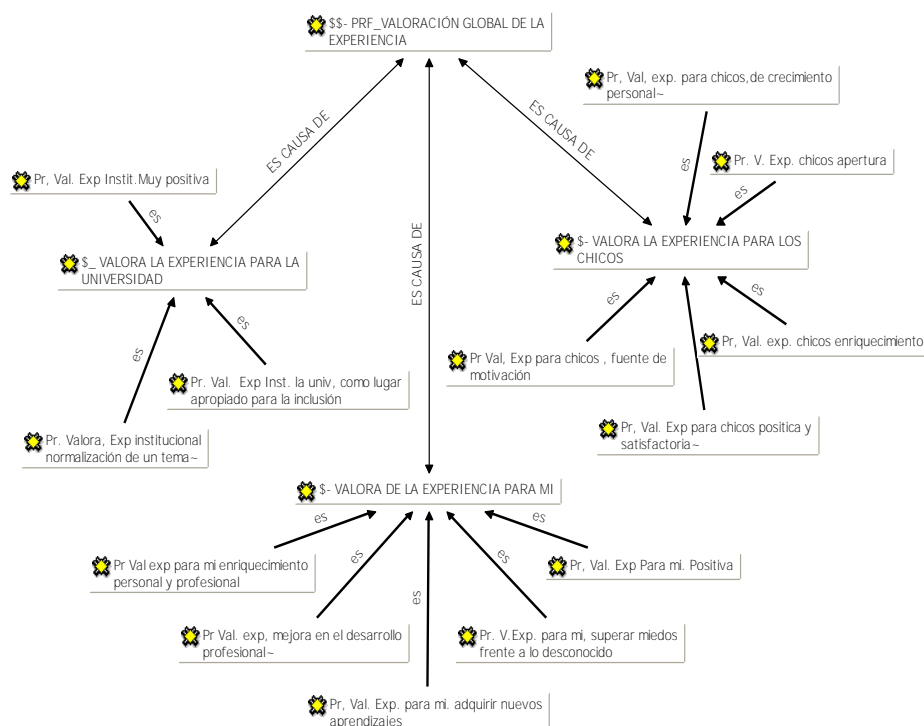 $$- PRF_VALORACIÓN GLOBAL DE LA
EXPERIENCIA
Pr, Val, exp. para chicos,de crecimiento
personal~
ES CAUSA DE
ES CAUSA DE
es
Pr. V. Exp. chicos apertura
Pr, Val. Exp Instit.Muy positiva
es
es
$_ VALORA LA EXPERIENCIA PARA LA
UNIVERSIDAD
$- VALORA LA EXPERIENCIA PARA LOS
CHICOS
ES CAUSA DE
es
es
es
es
Pr, Val. exp. chicos enriquecimiento
Pr Val, Exp para chicos , fuente de
motivación
Pr. Val. Exp Inst. la univ, como lugar
apropiado para la inclusión
es
Pr, Val. Exp para chicos positica y
satisfactoria~
Pr. Valora, Exp institucional
normalización de un tema~
$- VALORA DE LA EXPERIENCIA PARA MI
es
es
es
es
es
Pr Val exp para mi enriquecimiento
personal y profesional
Pr, Val. Exp Para mi. Positiva
Pr Val. exp, mejora en el desarrollo
profesional~
Pr. V.Exp. para mi, superar miedos
frente a lo desconocido
Pr, Val. Exp. para mi. adquirir nuevos
aprendizajes